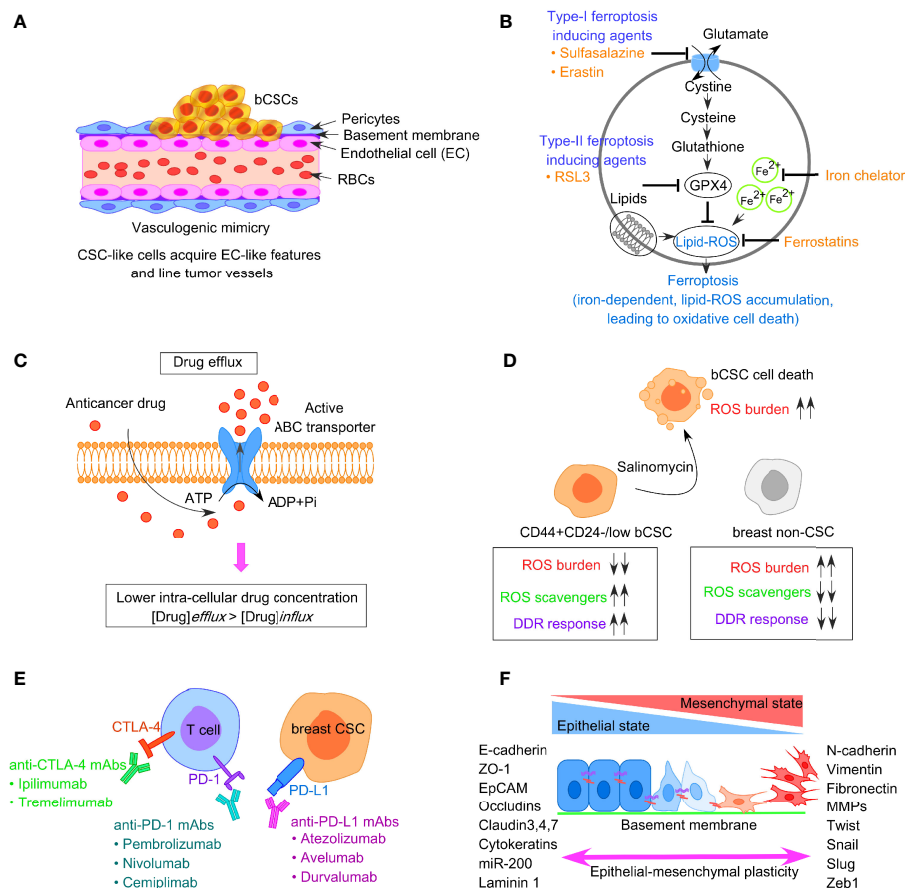 A
bCSCs
Pericytes
Basement membrane
Endothelial cell (EC)
RBCs
Vasculogenic mimicry
CSC-like cells acquire EC-like features
and line tumor vessels
B
Type-I ferroptosis
inducing agents
• Sulfasalazine
• Erastin
Glutamate
Cystine
Cysteine
Glutathione
Type-II ferroptosis
inducing agents
• RSL3
GPX4
Fe2+
Fe2+
Fe2+
Iron chelator
Lipids
Lipid-ROS
Ferrostatins
Ferroptosis
(iron-dependent, lipid-ROS accumulation,
leading to oxidative cell death)
C
Drug efflux
Anticancer drug
Active
ABC transporter
ATP
ADP+Pi
Lower intra-cellular drug concentration
[Drug]efflux > [Drug]influx
D
bCSC cell death
ROS burden
Salinomycin
CD44+CD24-/low bCSC
breast non-CSC
ROS burden
ROS scavengers
DDR response
ROS burden
ROS scavengers
DDR response
E
CTLA-4
T cell
breast CSC
anti-CTLA-4 mAbs
• Ipilimumab
• Tremelimumab
PD-1
PD-L1
anti-PD-1 mAbs
• Pembrolizumab
• Nivolumab
• Cemiplimab
anti-PD-L1 mAbs
• Atezolizumab
• Avelumab
• Durvalumab
F
Mesenchymal state
Epithelial state
E-cadherin
ZO-1
EpCAM
Occludins
Claudin3,4,7
Cytokeratins
miR-200
Laminin 1
Basement membrane
Epithelial-mesenchymal plasticity
N-cadherin
Vimentin
Fibronectin
MMPs
Twist
Snail
Slug
Zeb1